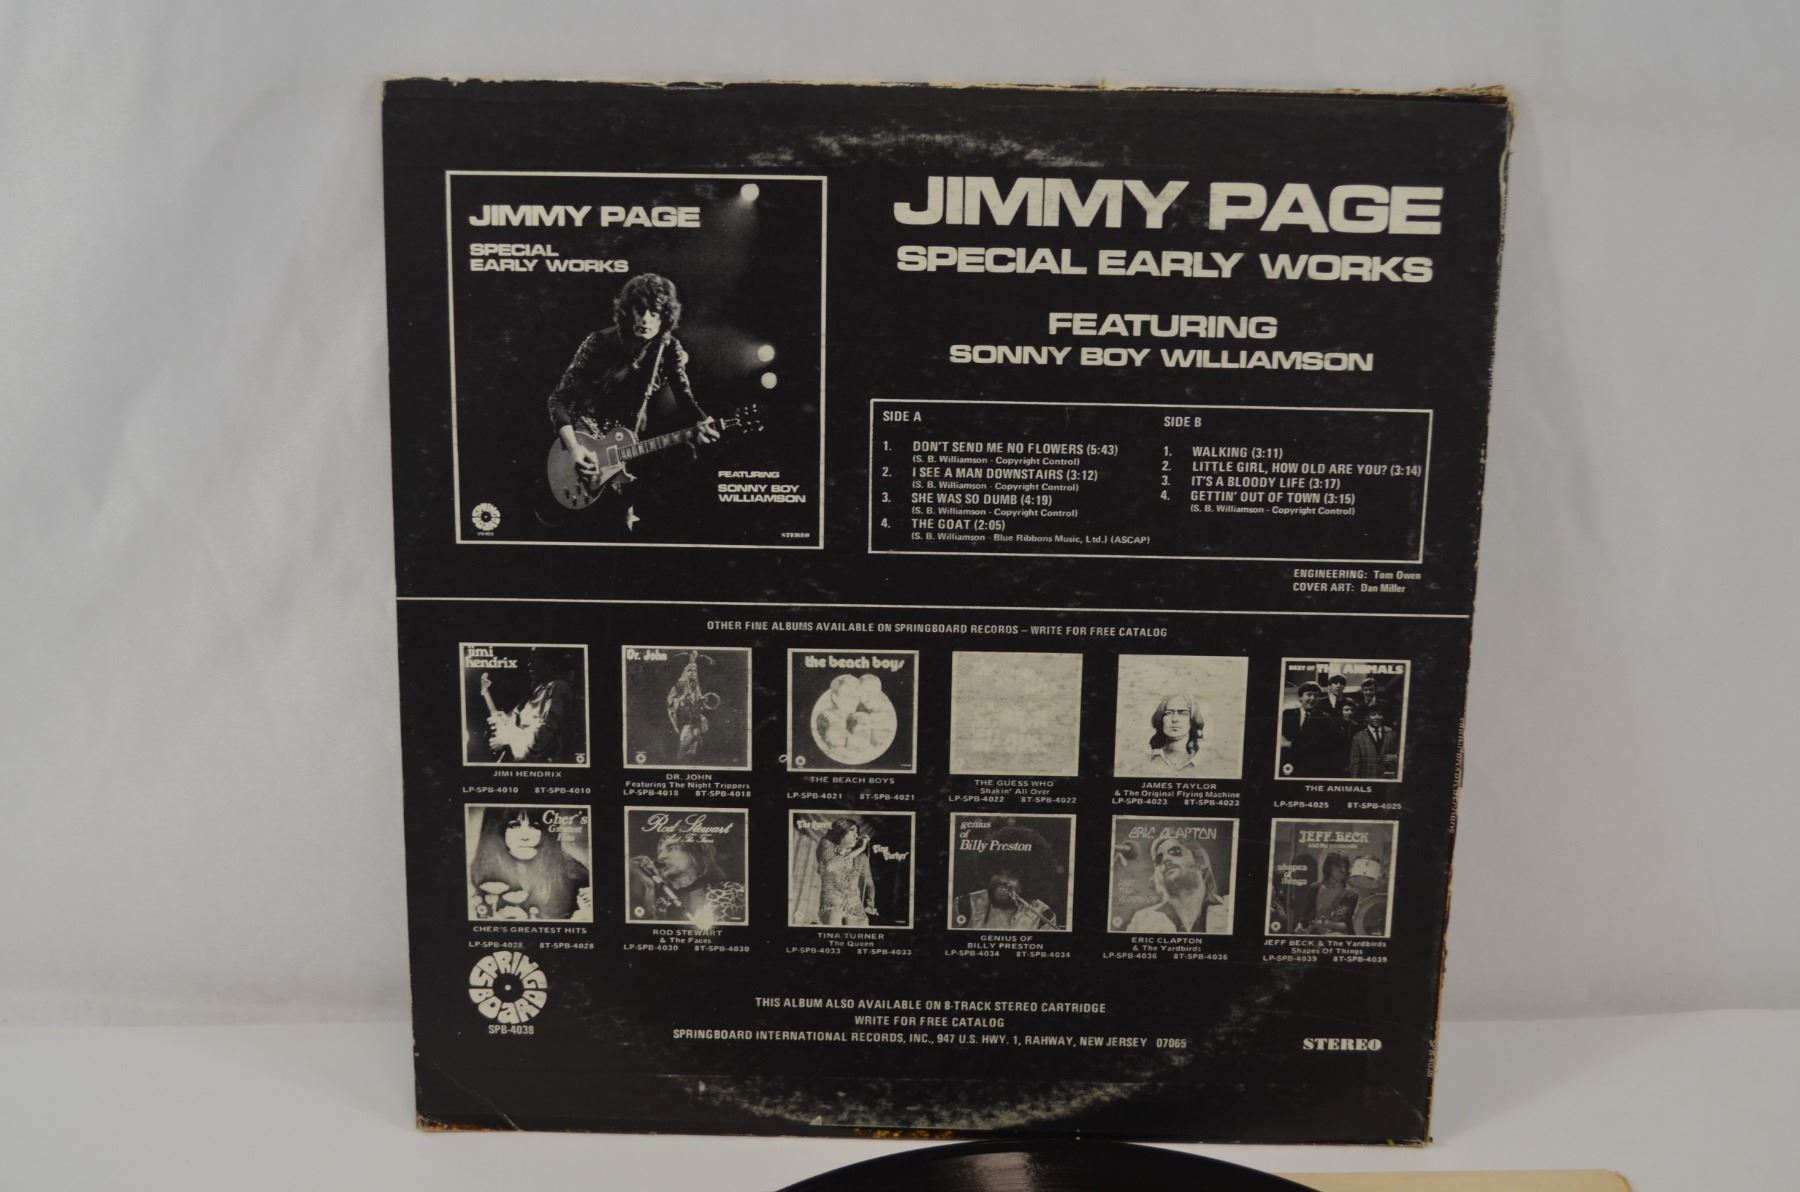 JIMMY PAGE
SPECIAL
EARLY WORKS
FEATURING
SONNY BOY
WILLIAMSON
STEREO
JIMMY PAGE
SPECIAL EARLY WORKS
FEATURING
SONNY BOY WILLIAMSON
SIDE A
1. DON'T SEND ME NO FLOWERS (5:43)
(S. B. Williamson - Copyright Control)
2. I SEE A MAN DOWNSTAIRS (3:12)
(S. B. Williamson - Copyright Control)
3. SHE WAS SO DUMB (4:19)
(S. B. Williamson - Copyright Control)
4. THE GOAT (2:05)
(S. B. Williamson - Blue Ribbons Music, Ltd.) (ASCAP)
SIDE B
1. WALKING (3:11)
2. LITTLE GIRL, HOW OLD ARE YOU? (3:14)
3. IT'S A BLOODY LIFE (3:17)
4. GETTIN' OUT OF TOWN (3:15)
(S. B. Williamson - Copyright Control)
ENGINEERING: Tom Owen
COVER ART: Dan Miller
OTHER FINE ALBUMS AVAILABLE ON SPRINGBOARD RECORDS – WRITE FOR FREE CATALOG
jimi
hendrix
JIMI HENDRIX
LP-SPB-4010 8T-SPB-4010
Dr. John
DR. JOHN
Featuring The Night Trippers
LP-SPB-4018 8T-SPB-4018
the beach boys
THE BEACH BOYS
LP-SPB-4021 8T-SPB-4021
THE GUESS WHO
Shakin' All Over
LP-SPB-4022 8T-SPB-4022
JAMES TAYLOR
& The Original Flying Machine
LP-SPB-4023 8T-SPB-4023
BEST OF THE ANIMALS
THE ANIMALS
LP-SPB-4025 8T-SPB-4025
Cher's
Greatest
Hits
CHER'S GREATEST HITS
LP-SPB-4028 8T-SPB-4028
Rod Stewart
And The Faces
ROD STEWART
& The Faces
LP-SPB-4030 8T-SPB-4030
The Queen
Tina
Turner
TINA TURNER
The Queen
LP-SPB-4033 8T-SPB-4033
genius
of
Billy Preston
GENIUS OF
BILLY PRESTON
LP-SPB-4034 8T-SPB-4034
ERIC CLAPTON
ERIC CLAPTON
& The Yardbirds
LP-SPB-4036 8T-SPB-4036
JEFF BECK
and the yardbirds
shapes
of
things
JEFF BECK & The Yardbirds
Shapes Of Things
LP-SPB-4039 8T-SPB-4039
SPRINGBOARD
SPB-4038
THIS ALBUM ALSO AVAILABLE ON 8-TRACK STEREO CARTRIDGE
WRITE FOR FREE CATALOG
SPRINGBOARD INTERNATIONAL RECORDS, INC., 947 U.S. HWY. 1, RAHWAY, NEW JERSEY 07065
STEREO